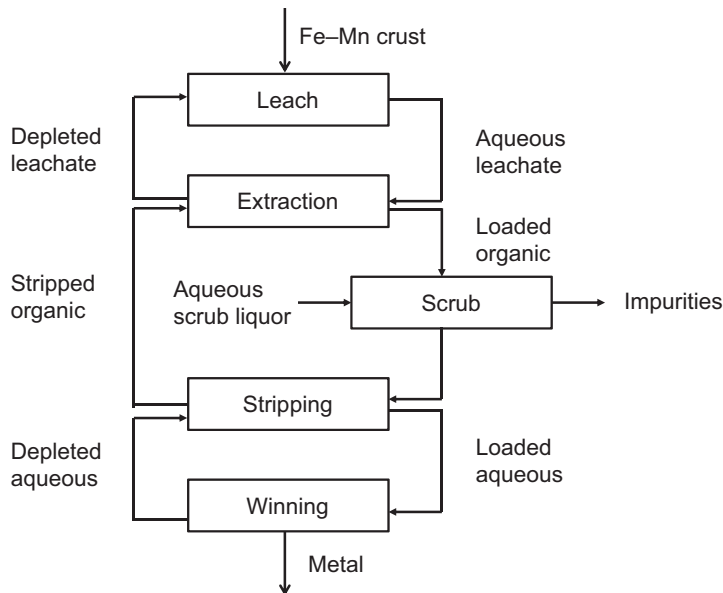 Fe–Mn crust
Leach
Depleted
leachate
Aqueous
leachate
Extraction
Loaded
organic
Stripped
organic
Aqueous
scrub liquor
Scrub
Impurities
Stripping
Depleted
aqueous
Loaded
aqueous
Winning
Metal